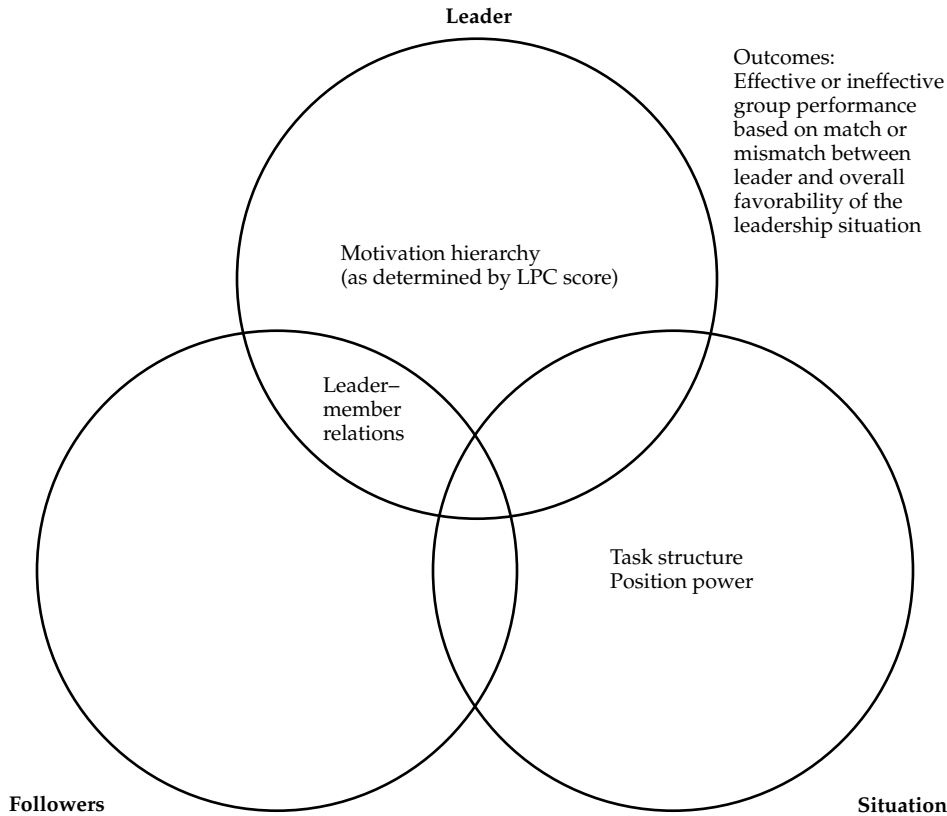 Leader
Outcomes:
Effective or ineffective
group performance
based on match or
mismatch between
leader and overall
favorability of the
leadership situation
Motivation hierarchy
(as determined by LPC score)
Leader–
member
relations
Task structure
Position power
Followers
Situation